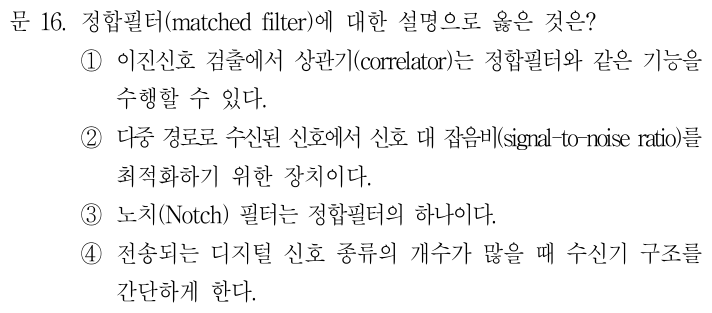 문 16. 정합필터(matched filter)에 대한 설명으로 옳은 것은?
① 이진신호 검출에서 상관기(correlator)는 정합필터와 같은 기능을
수행할 수 있다.
② 다중 경로로 수신된 신호에서 신호 대 잡음비(signal-to-noise ratio)를
최적화하기 위한 장치이다.
③ 노치(Notch) 필터는 정합필터의 하나이다.
④ 전송되는 디지털 신호 종류의 개수가 많을 때 수신기 구조를
간단하게 한다.